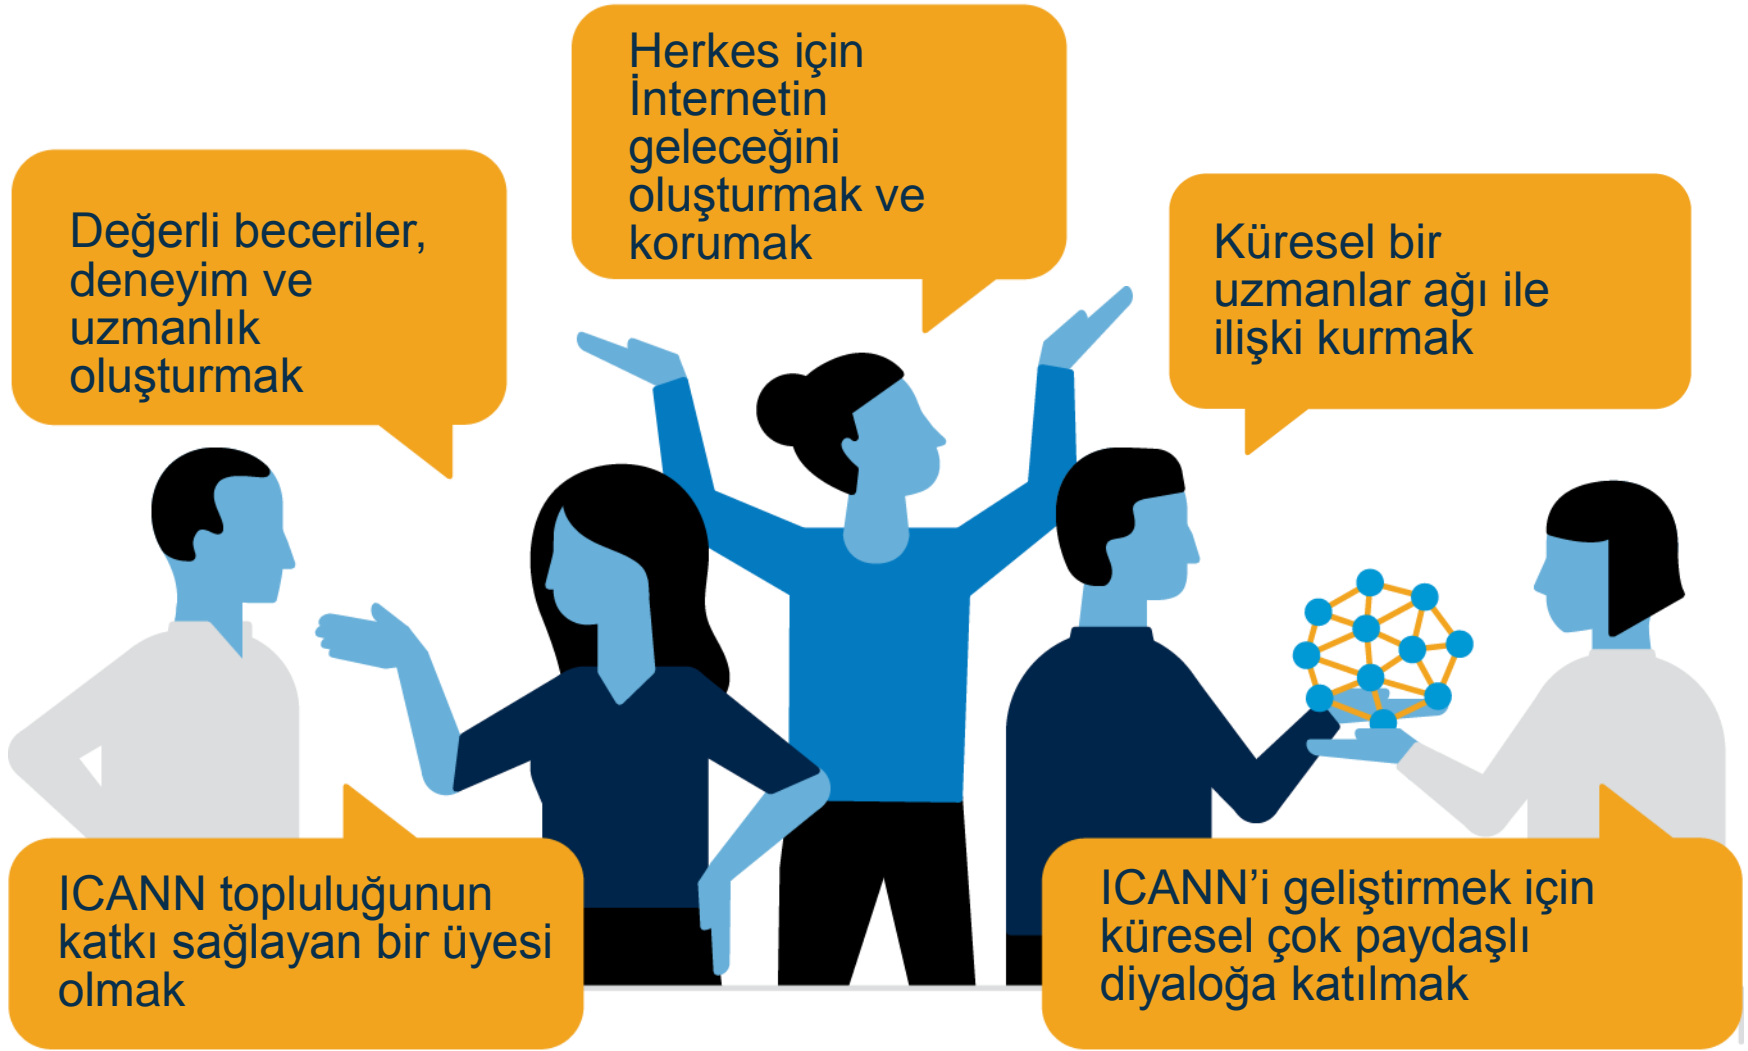 Herkes için
İnternetin
geleceğini
oluşturmak ve
korumak
Değerli beceriler,
deneyim ve
uzmanlık
oluşturmak
Küresel bir
uzmanlar ağı ile
ilişki kurmak
ICANN topluluğunun
katkı sağlayan bir üyesi
olmak
ICANN’i geliştirmek için
küresel çok paydaşlı
diyaloğa katılmak